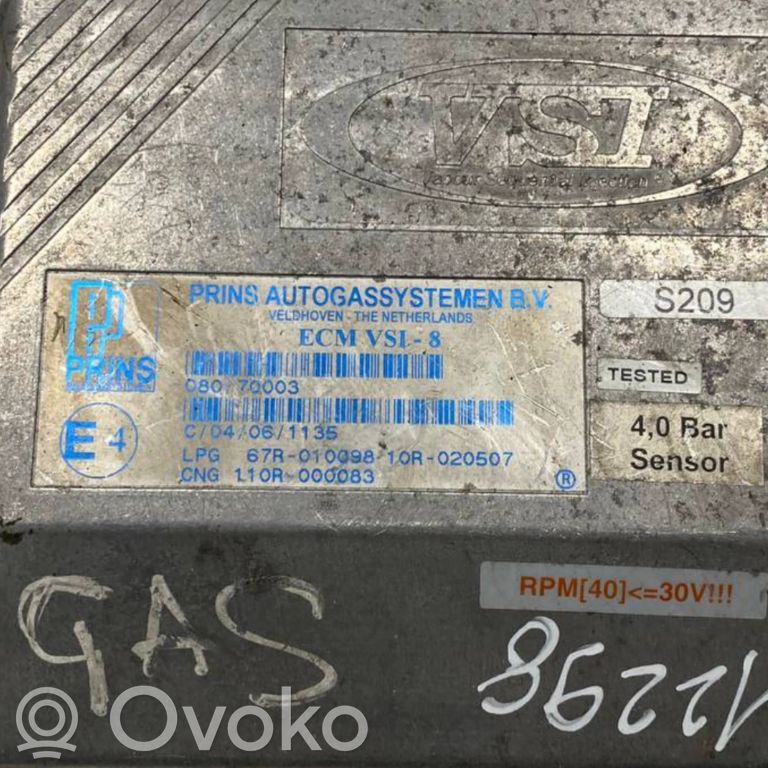 VSI
Vapour Sequential Injection
PRINS AUTOGASSYSTEMEN B.V.
VELDHOVEN - THE NETHERLANDS
ECM VSI - 8
PRINS
080/70003
C/04/06/1135
E 4
LPG 67R-010098 10R-020507
CNG 110R-000083
®
S209
TESTED
4,0 Bar
Sensor
RPM[40]<=30V!!!
GAS
12298
Ovoko